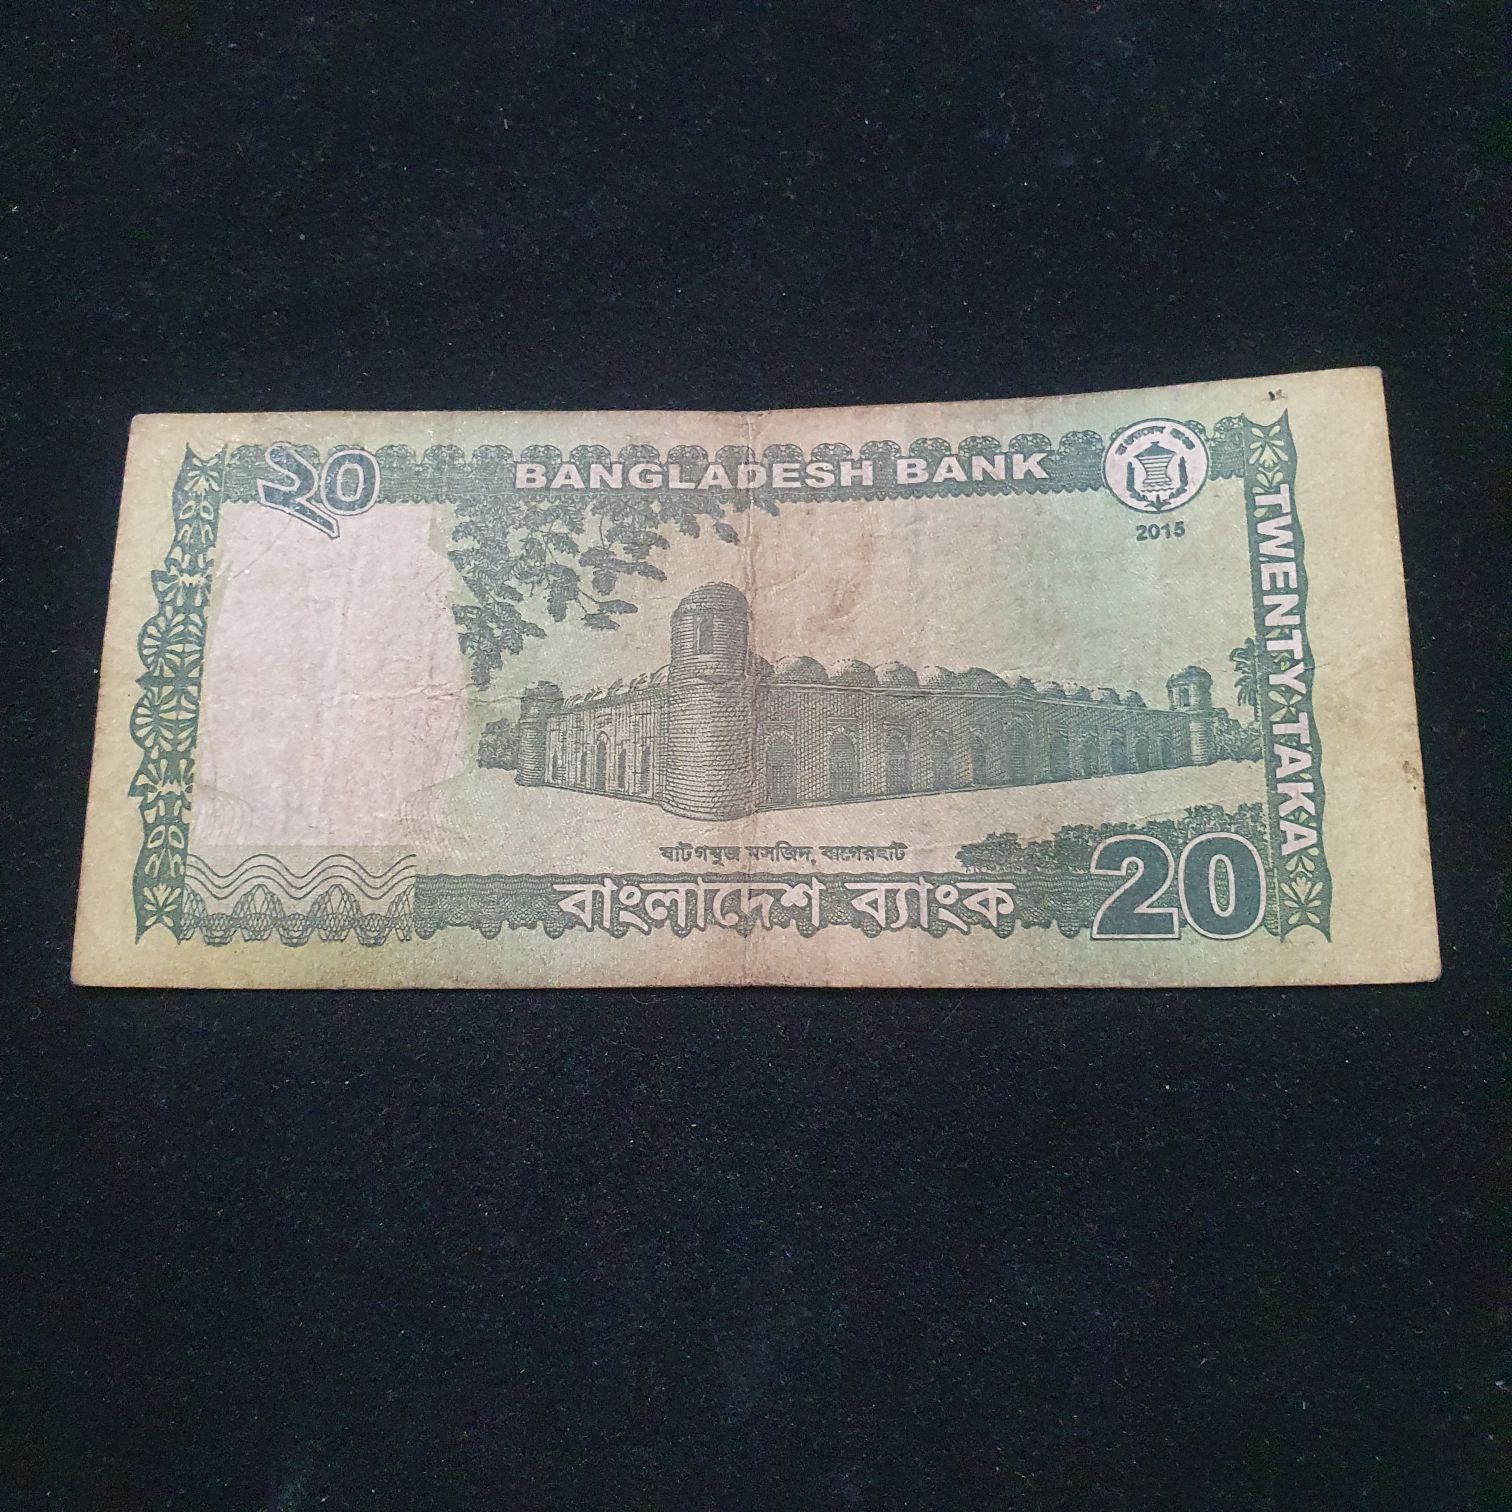 ২০
BANGLADESH BANK
2015
TWENTY TAKA
ষাটগম্বুজ মসজিদ, বাগেরহাট
বাংলাদেশ ব্যাংক
20